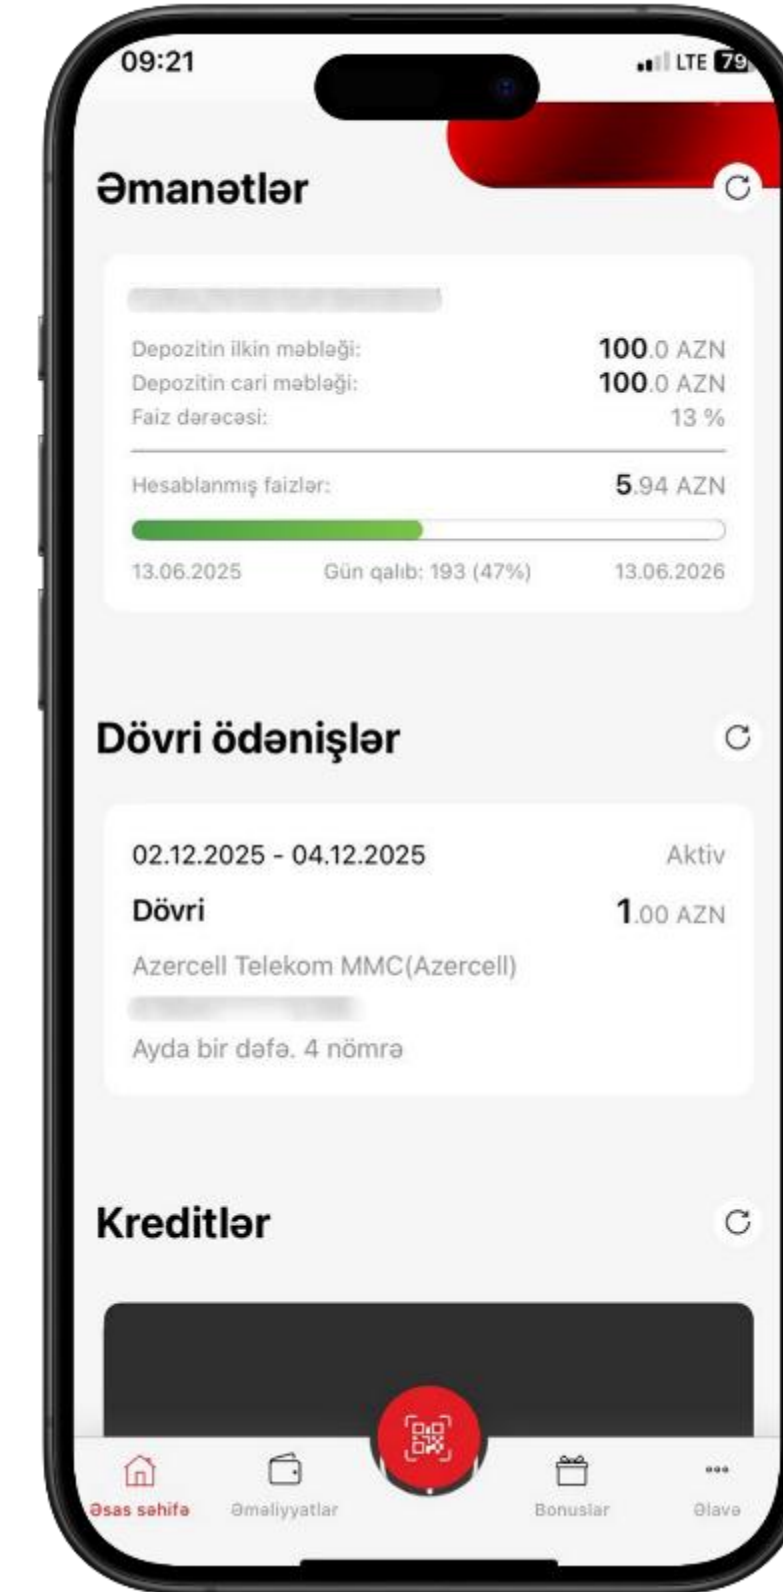 09:21
LTE 79
Əmanətlər
Depozitin ilkin məbləği: 100.0 AZN
Depozitin cari məbləği: 100.0 AZN
Faiz dərəcəsi: 13 %
Hesablanmış faizlər: 5.94 AZN
13.06.2025 Gün qalıb: 193 (47%) 13.06.2026
Dövri ödənişlər
02.12.2025 - 04.12.2025 Aktiv
Dövri 1.00 AZN
Azercell Telekom MMC(Azercell)
Ayda bir dəfə. 4 nömrə
Kreditlər
Əsas səhifə Əməliyyatlar Bonuslar Əlavə